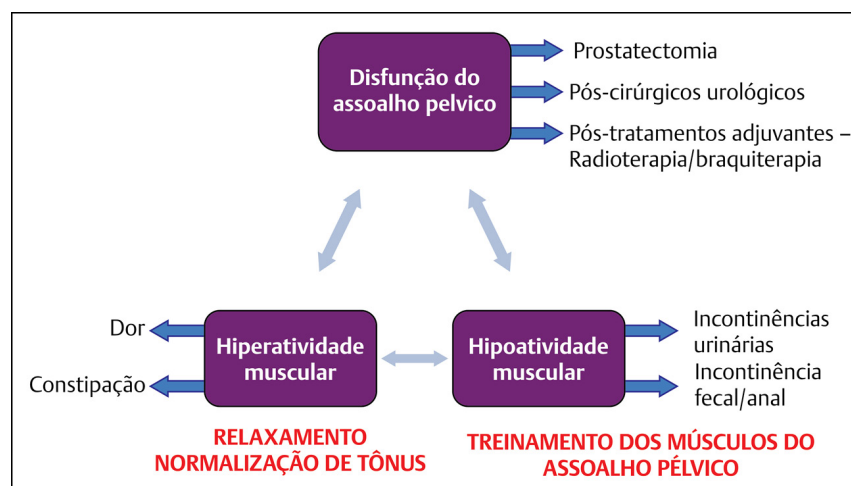 Disfunção do
assoalho pelvico
Prostatectomia
Pós-cirúrgicos urológicos
Pós-tratamentos adjuvantes –
Radioterapia/braquiterapia
Dor
Constipação
Hiperatividade
muscular
Hipoatividade
muscular
Incontinências
urinárias
Incontinência
fecal/anal
RELAXAMENTO
NORMALIZAÇÃO DE TÔNUS
TREINAMENTO DOS MÚSCULOS DO
ASSOALHO PÉLVICO